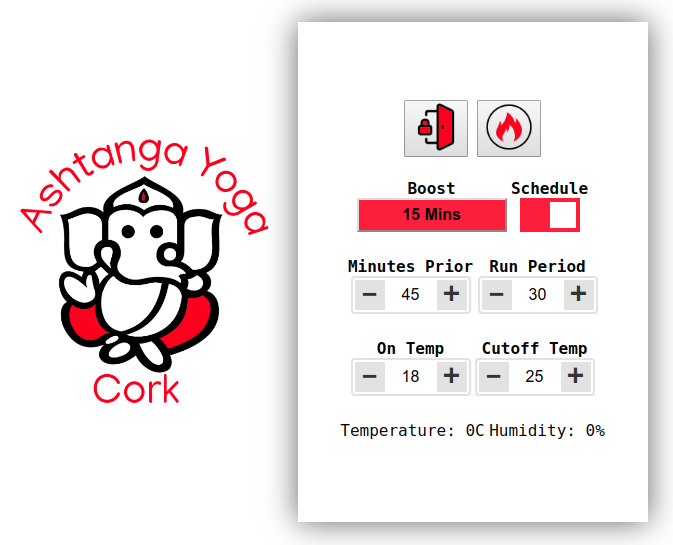 Ashtanga Yoga
Cork
Boost Schedule
15 Mins
Minutes Prior Run Period
− 45 + − 30 +
On Temp Cutoff Temp
− 18 + − 25 +
Temperature: 0C Humidity: 0%